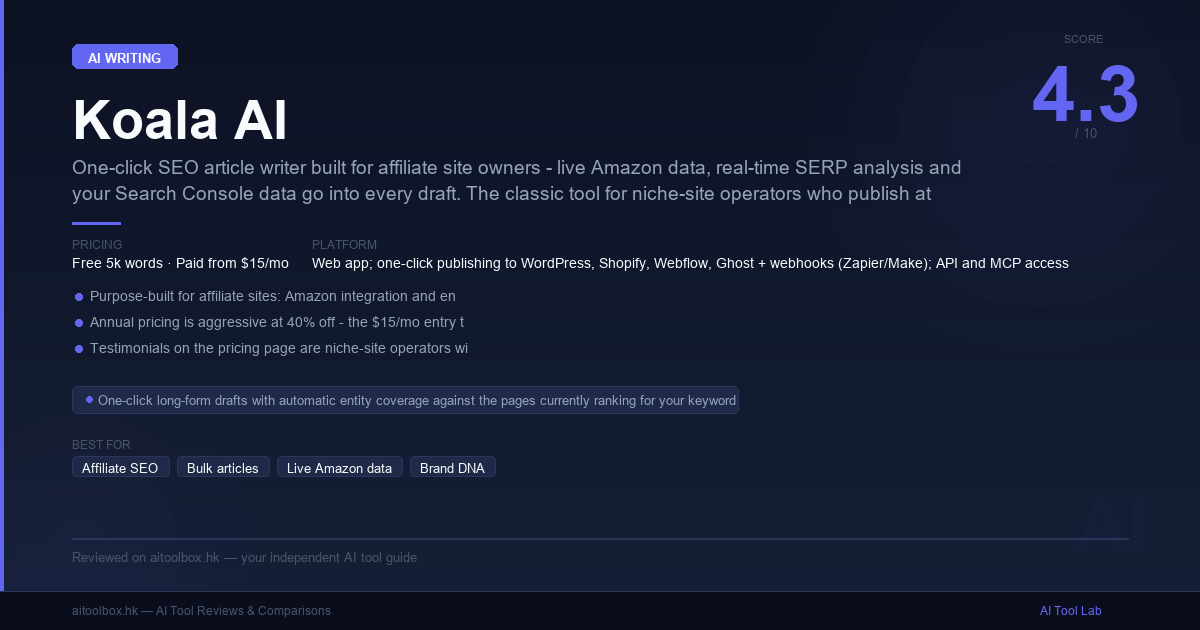 AI WRITING
SCORE
4.3
/ 10
Koala AI
One-click SEO article writer built for affiliate site owners - live Amazon data, real-time SERP analysis and
your Search Console data go into every draft. The classic tool for niche-site operators who publish at
PRICING
Free 5k words · Paid from $15/mo
PLATFORM
Web app; one-click publishing to WordPress, Shopify, Webflow, Ghost + webhooks (Zapier/Make); API and MCP access
Purpose-built for affiliate sites: Amazon integration and en
Annual pricing is aggressive at 40% off - the $15/mo entry t
Testimonials on the pricing page are niche-site operators wi
One-click long-form drafts with automatic entity coverage against the pages currently ranking for your keyword
BEST FOR
Affiliate SEO
Bulk articles
Live Amazon data
Brand DNA
AI
Reviewed on aitoolbox.hk — your independent AI tool guide
aitoolbox.hk — AI Tool Reviews & Comparisons
AI Tool Lab